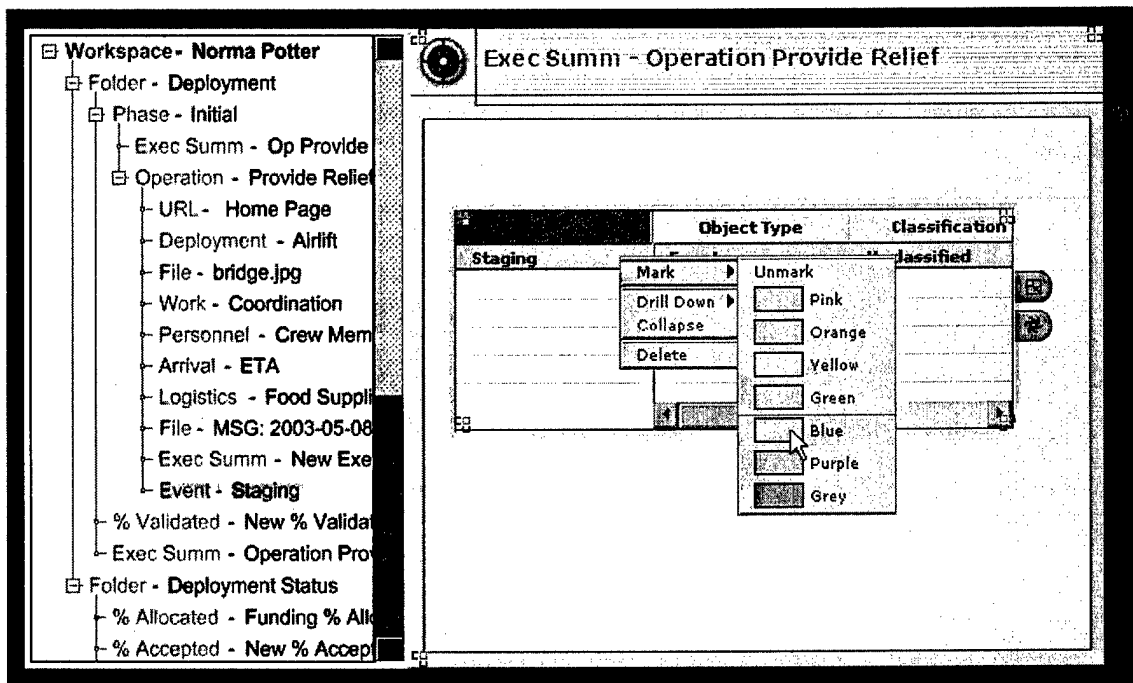 Workspace - Norma Potter
Folder - Deployment
Phase - Initial
Exec Summ - Op Provide
Operation - Provide Relief
URL - Home Page
Deployment - Airlift
File - bridge.jpg
Work - Coordination
Personnel - Crew Mem
Arrival - ETA
Logistics - Food Suppli
File - MSG: 2003-05-08
Exec Summ - New Exe
Event - Staging
% Validated - New % Validat
Exec Summ - Operation Prov
Folder - Deployment Status
% Allocated - Funding % Allo
% Accepted - New % Accept
Exec Summ - Operation Provide Relief
Object Type Classification
Staging lassified
Mark
Drill Down
Collapse
Delete
Unmark
Pink
Orange
Yellow
Green
Blue
Purple
Grey